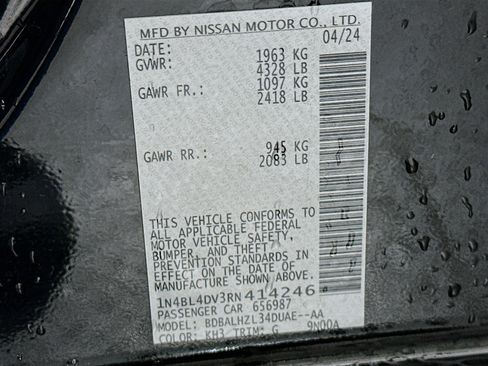 MFD BY NISSAN MOTOR CO., LTD.
DATE: 04/24
GVWR: 1963 KG
4328 LB
GAWR FR.: 1097 KG
2418 LB
GAWR RR.: 945 KG
2083 LB
THIS VEHICLE CONFORMS TO
ALL APPLICABLE FEDERAL
MOTOR VEHICLE SAFETY,
BUMPER, AND THEFT
PREVENTION STANDARDS IN
EFFECT ON THE DATE OF
MANUFACTURE SHOWN ABOVE.
1N4BL4DV3RN414246
PASSENGER CAR 656987
MODEL: BDBALHZL34DUAE--AA
COLOR: KH3 TRIM: G 9N00A